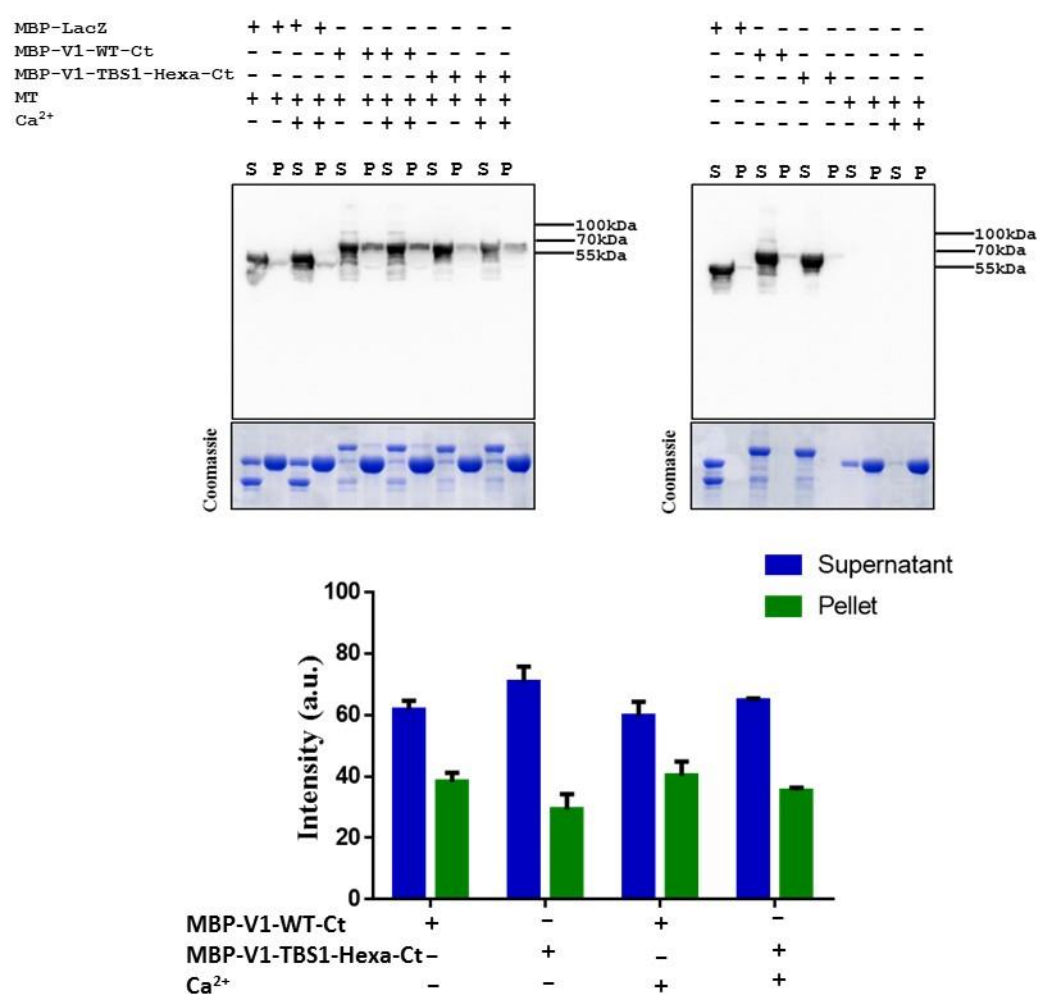 MBP-LacZ + + + + - - - - - - - - + + - - - - - - - -
MBP-V1-WT-Ct - - - - + + + + - - - - - - + + - - - - - -
MBP-V1-TBS1-Hexa-Ct - - - - - - - - + + + + - - - - + + - - - -
MT + + + + + + + + + + + + - - - - - - + + + +
Ca²⁺ - - + + - - + + - - + + - - - - - - - - + +
S P S P S P S P S P S P S P S P S P S P S P
100kDa
70kDa
55kDa
100kDa
70kDa
55kDa
Coomassie
Coomassie
Supernatant
Pellet
Intensity (a.u.)
100
80
60
40
20
0
MBP-V1-WT-Ct + - + -
MBP-V1-TBS1-Hexa-Ct - + - +
Ca²⁺ - - + +